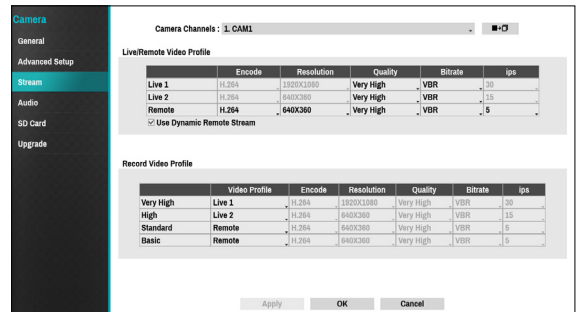 Camera
General
Advanced Setup
Stream
Audio
SD Card
Upgrade
Camera Channels : 1. CAM1
Live/Remote Video Profile
Encode Resolution Quality Bitrate ips
Live 1 H.264 1920X1080 Very High VBR 30
Live 2 H.264 640X360 Very High VBR 15
Remote H.264 640X360 Very High VBR 5
Use Dynamic Remote Stream
Record Video Profile
Video Profile Encode Resolution Quality Bitrate ips
Very High Live 1 H.264 1920X1080 Very High VBR 30
High Live 2 H.264 640X360 Very High VBR 15
Standard Remote H.264 640X360 Very High VBR 5
Basic Remote H.264 640X360 Very High VBR 5
Apply OK Cancel